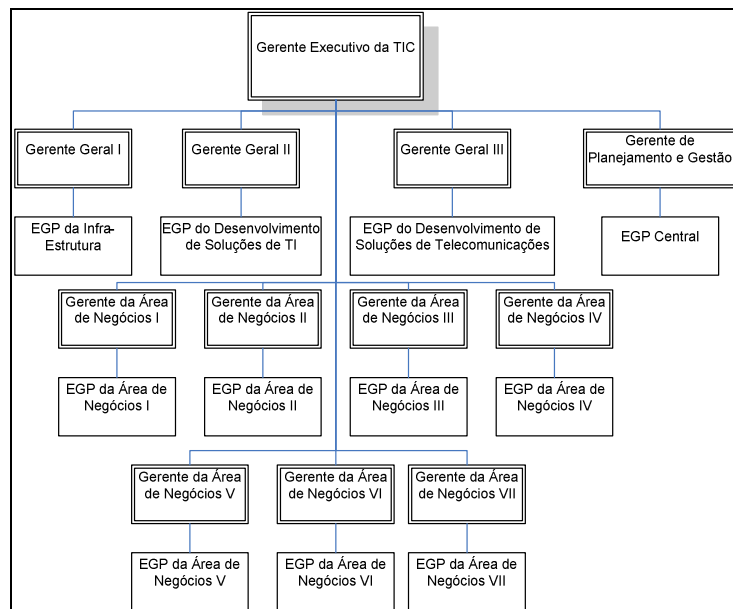 Gerente Executivo da TIC
Gerente Geral I
Gerente Geral II
Gerente Geral III
Gerente de
Planejamento e Gestão
EGP da Infra-
Estrutura
EGP do Desenvolvimento
de Soluções de TI
EGP do Desenvolvimento de
Soluções de Telecomunicações
EGP Central
Gerente da Área
de Negócios I
Gerente da Área
de Negócios II
Gerente da Área
de Negócios III
Gerente da Área
de Negócios IV
EGP da Área de
Negócios I
EGP da Área de
Negócios II
EGP da Área de
Negócios III
EGP da Área de
Negócios IV
Gerente da Área
de Negócios V
Gerente da Área
de Negócios VI
Gerente da Área
de Negócios VII
EGP da Área de
Negócios V
EGP da Área de
Negócios VI
EGP da Área de
Negócios VII